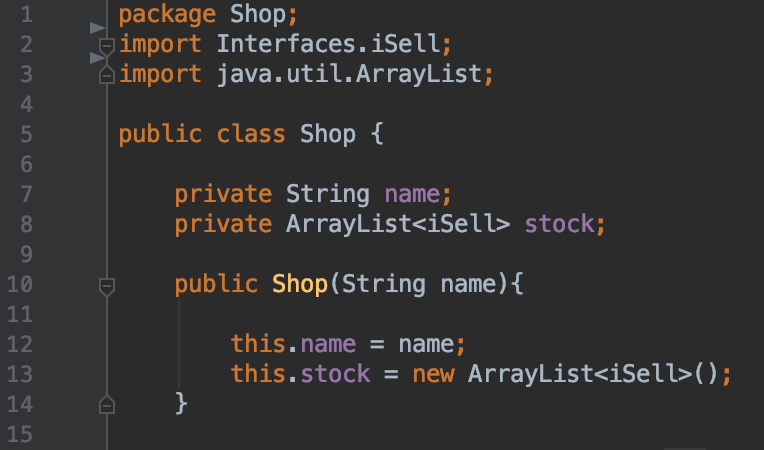 1 package Shop;
2 import Interfaces.iSell;
3 import java.util.ArrayList;
4
5 public class Shop {
6
7     private String name;
8     private ArrayList<iSell> stock;
9
10     public Shop(String name){
11
12         this.name = name;
13         this.stock = new ArrayList<iSell>();
14     }
15